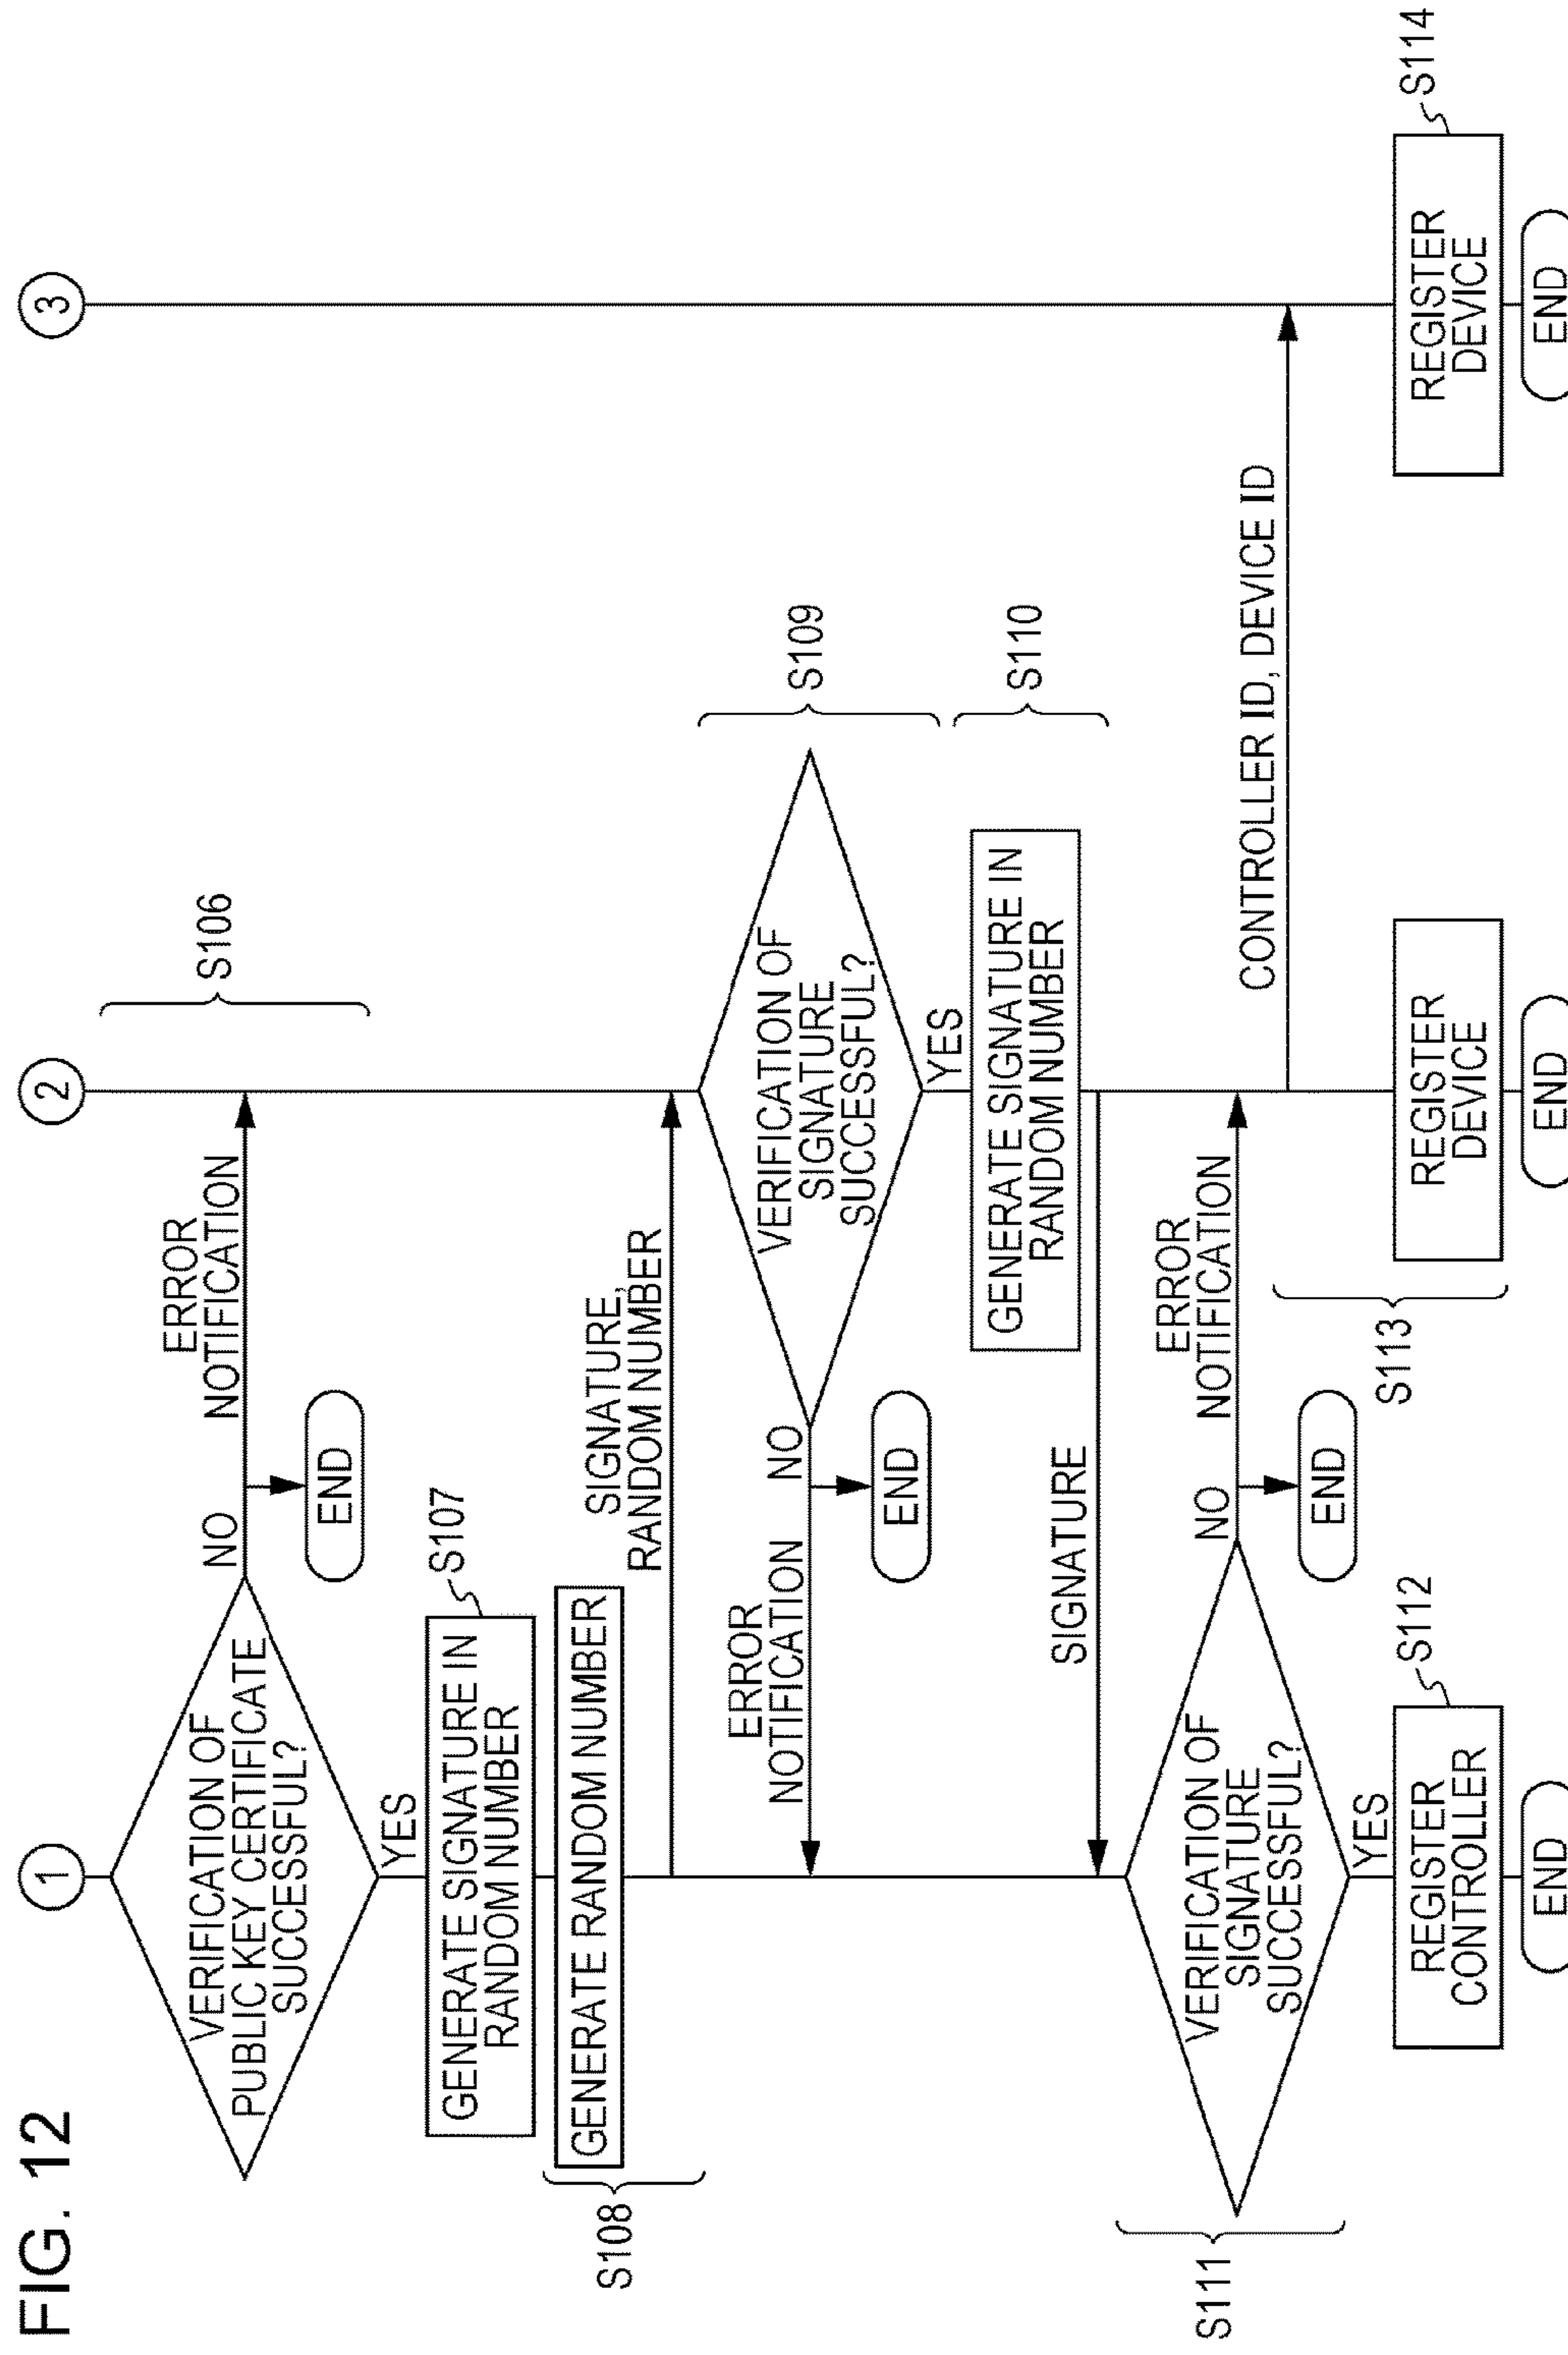 FIG. 12
1
2
3
VERIFICATION OF
PUBLIC KEY CERTIFICATE
SUCCESSFUL?
NO
ERROR
NOTIFICATION
END
S106
YES
GENERATE SIGNATURE IN
RANDOM NUMBER
S107
GENERATE RANDOM NUMBER
S108
SIGNATURE,
RANDOM NUMBER
VERIFICATION OF
SIGNATURE
SUCCESSFUL?
S109
NO
ERROR
NOTIFICATION
END
YES
GENERATE SIGNATURE IN
RANDOM NUMBER
S110
SIGNATURE
VERIFICATION OF
SIGNATURE
SUCCESSFUL?
S111
NO
ERROR
NOTIFICATION
END
CONTROLLER ID, DEVICE ID
YES
REGISTER
CONTROLLER
S112
S113
REGISTER
DEVICE
REGISTER
DEVICE
S114
END
END
END